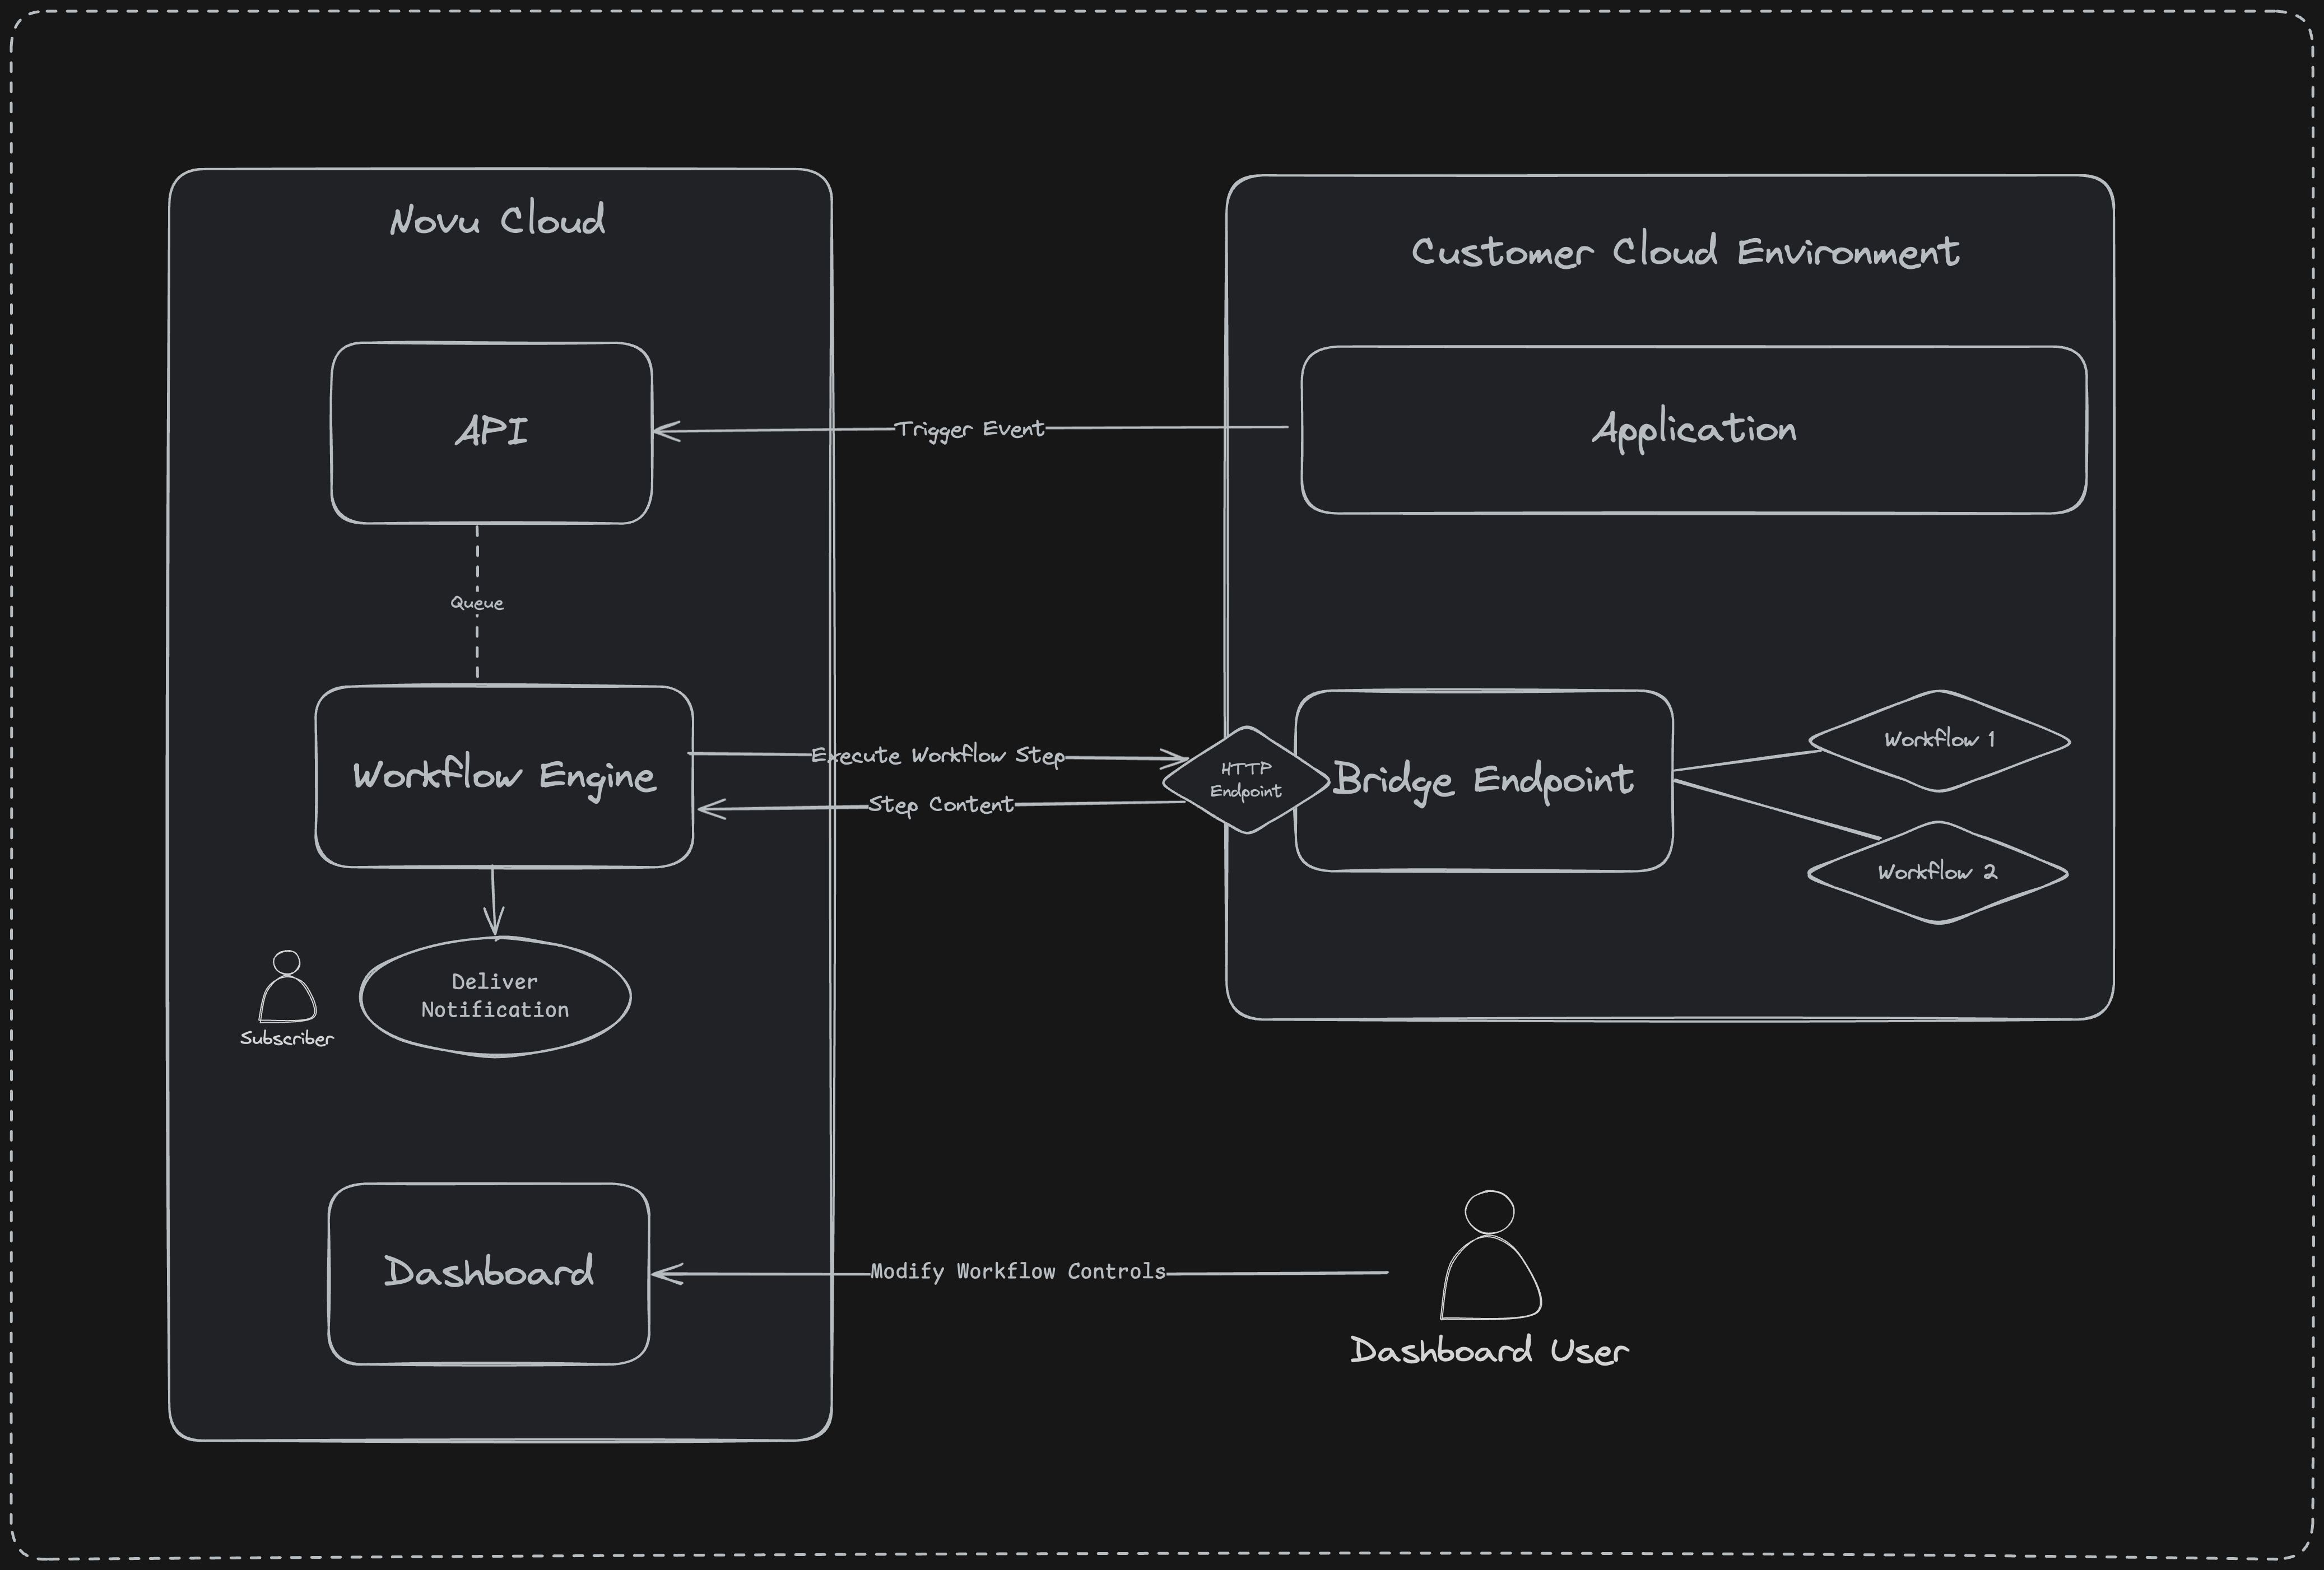 Novu Cloud
Customer Cloud Environment
API
Trigger Event
Application
Queue
Workflow Engine
Execute Workflow Step
Step Content
HTTP
Endpoint
Bridge Endpoint
Workflow 1
Workflow 2
Deliver
Notification
Subscriber
Dashboard
Modify Workflow Controls
Dashboard User